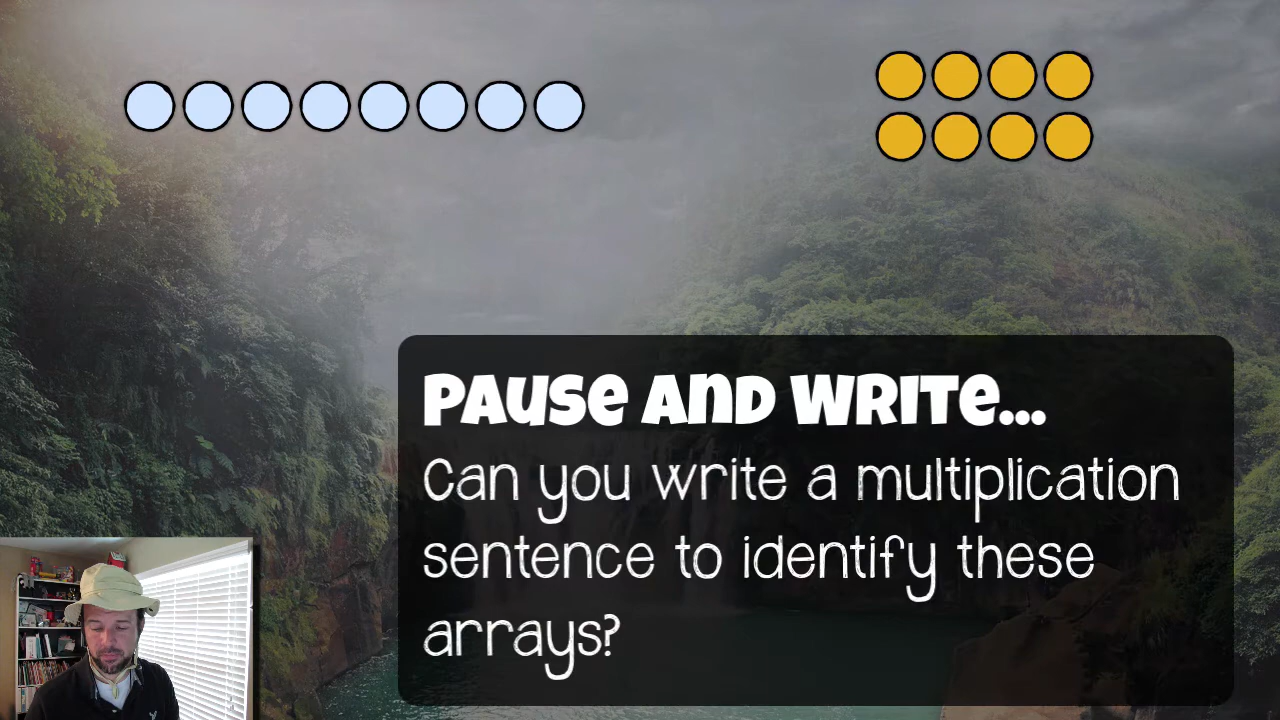 Pause and Write...
Can you write a multiplication
sentence to identify these
arrays?